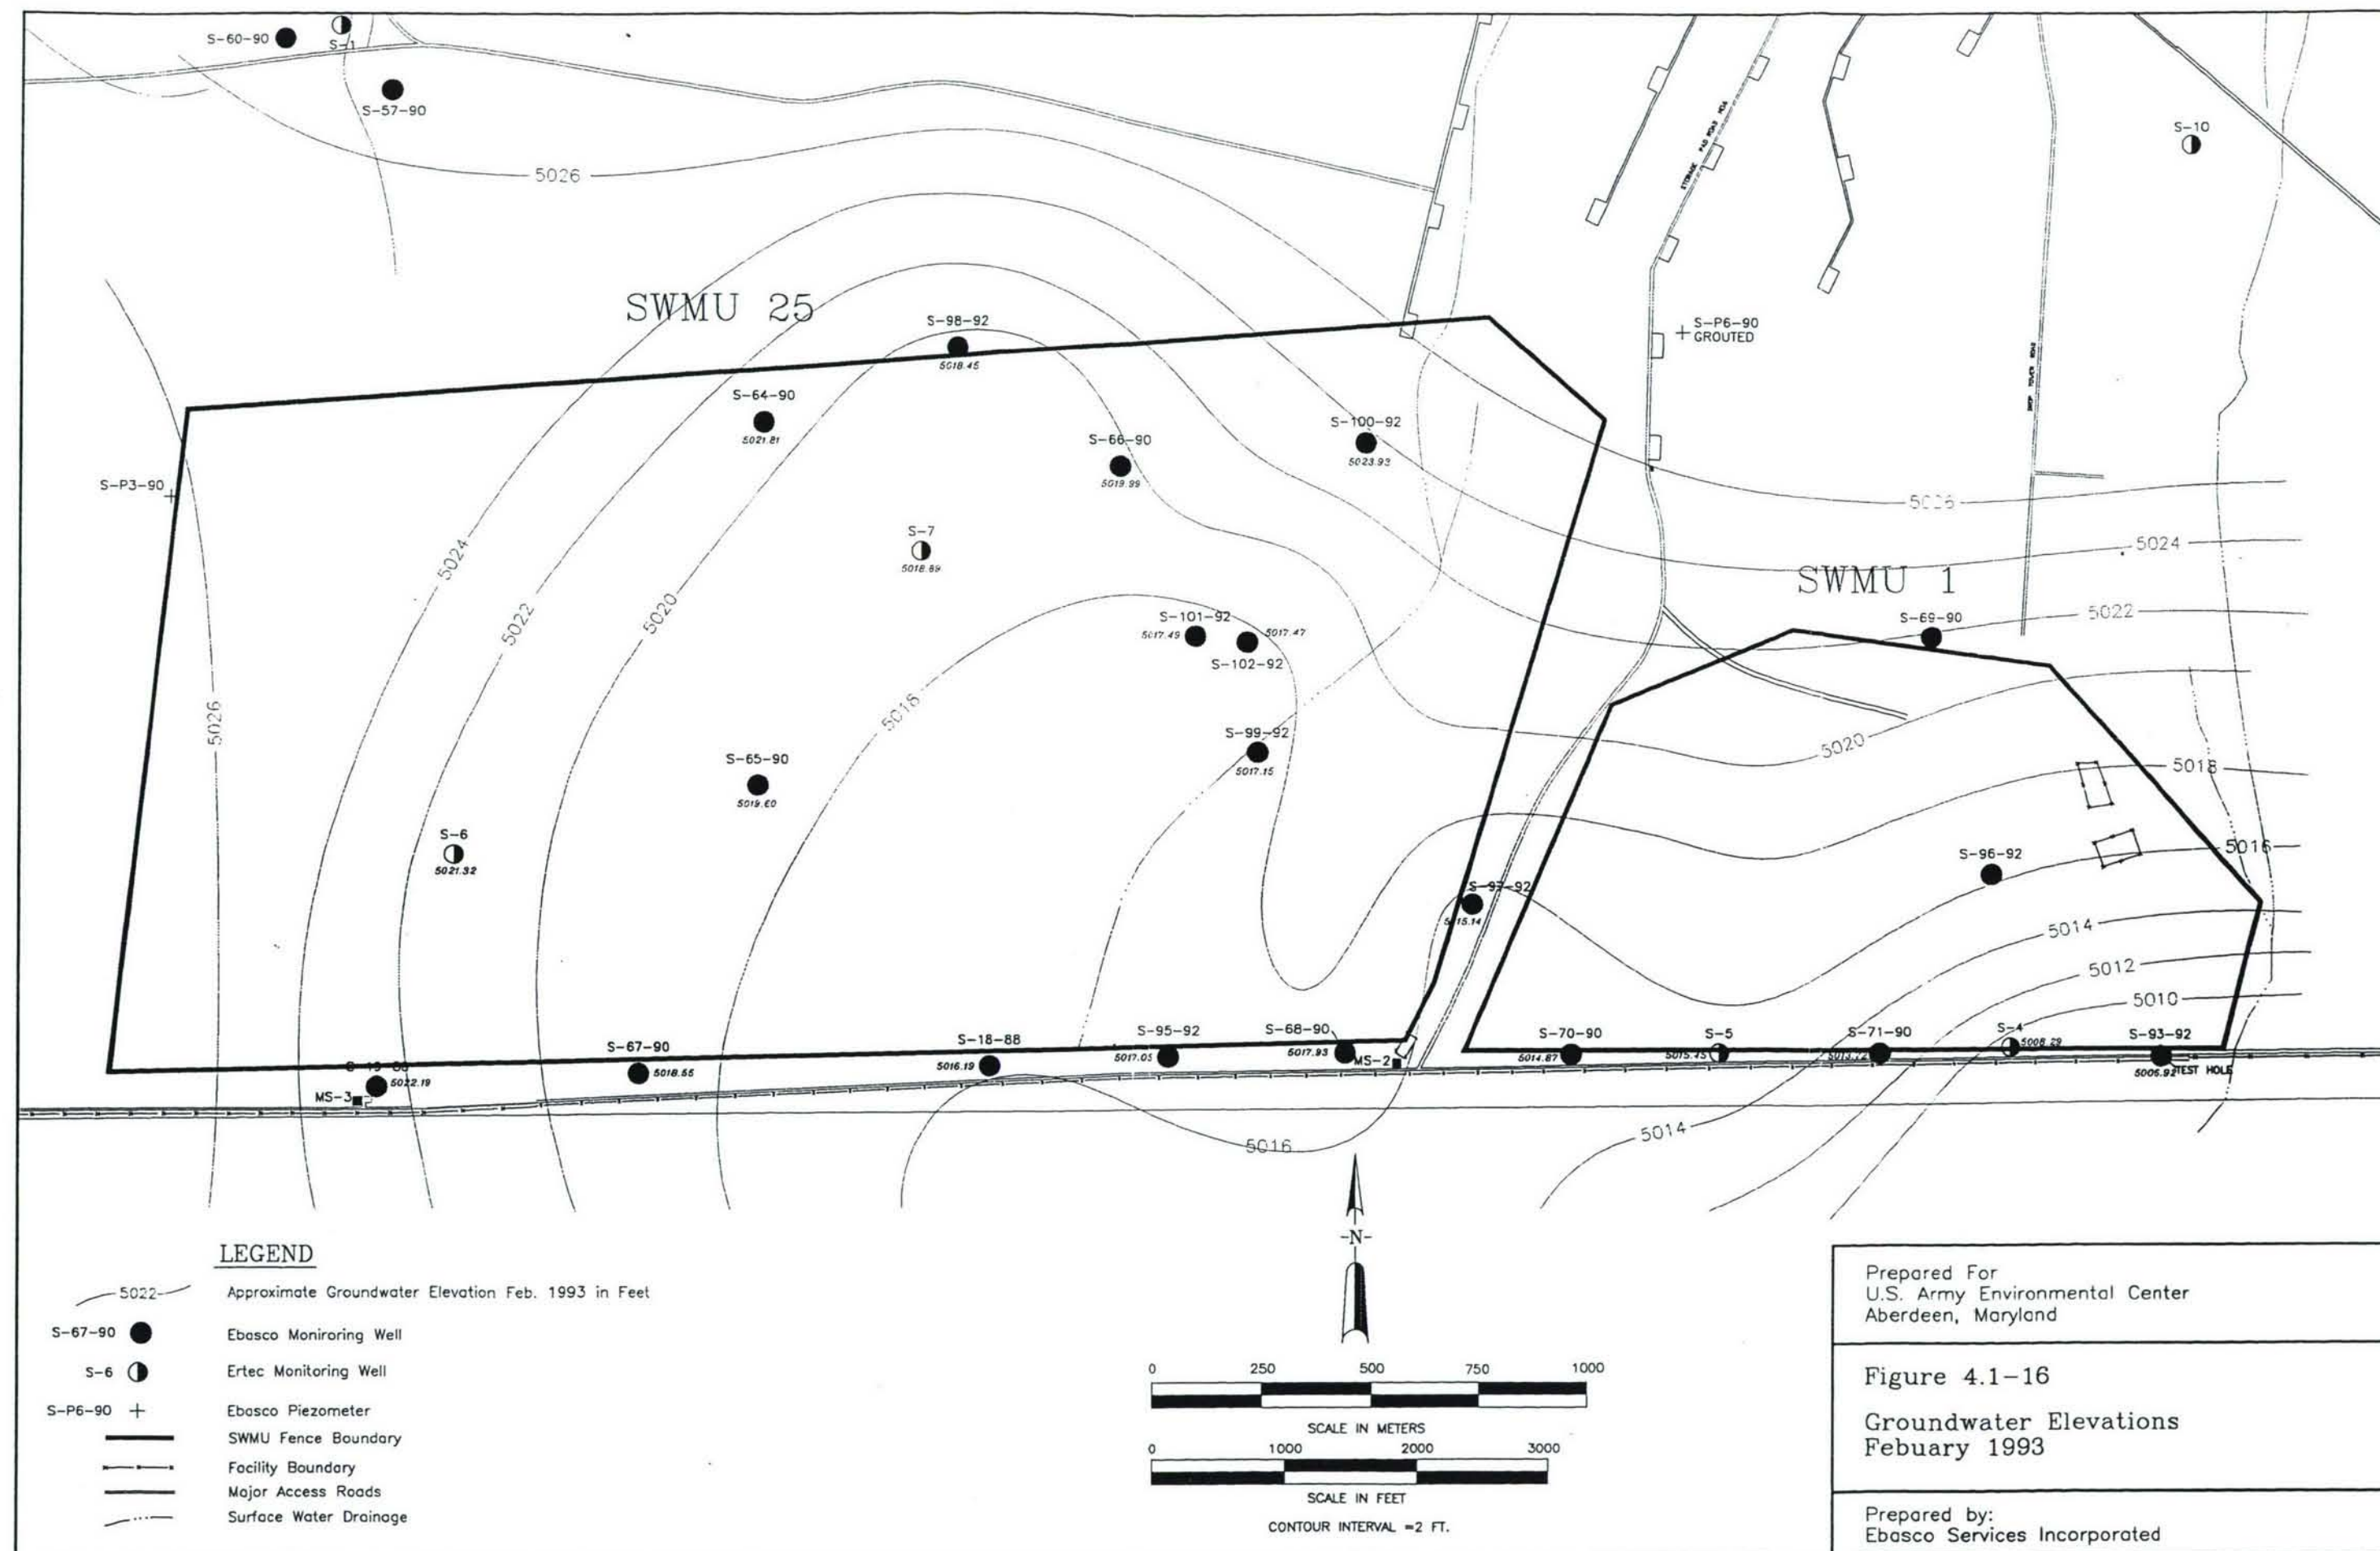 S-60-90
S-1
S-57-90
S-10
5026
STORAGE PAD ROAD NO4
SWMU 25
S-98-92
5018.45
S-P6-90
GROUTED
DROP TOWER ROAD
S-64-90
5021.81
S-100-92
5023.93
S-66-90
5019.99
S-P3-90
5024
S-7
5018.89
5024
SWMU 1
5022
5020
5022
S-69-90
S-101-92
5017.49
5017.47
S-102-92
5018
5026
S-99-92
5017.15
5020
5018
S-65-90
5019.60
S-6
5021.32
5016
S-96-92
S-97-92
5014
5012
5010
S-67-90
5018.55
S-18-88
5016.19
S-95-92
5017.05
S-68-90
5017.93
MS-2
S-70-90
5014.87
S-5
5015.45
S-71-90
S-4
5008.29
S-93-92
TEST HOLE
5022.19
MS-3
5016
5014
-N-
LEGEND
5022 Approximate Groundwater Elevation Feb. 1993 in Feet
S-67-90 Ebasco Moniroring Well
S-6 Ertec Monitoring Well
S-P6-90 Ebasco Piezometer
SWMU Fence Boundary
Facility Boundary
Major Access Roads
Surface Water Drainage
0 250 500 750 1000
SCALE IN METERS
0 1000 2000 3000
SCALE IN FEET
CONTOUR INTERVAL =2 FT.
Prepared For
U.S. Army Environmental Center
Aberdeen, Maryland
Figure 4.1-16
Groundwater Elevations
Febuary 1993
Prepared by:
Ebasco Services Incorporated